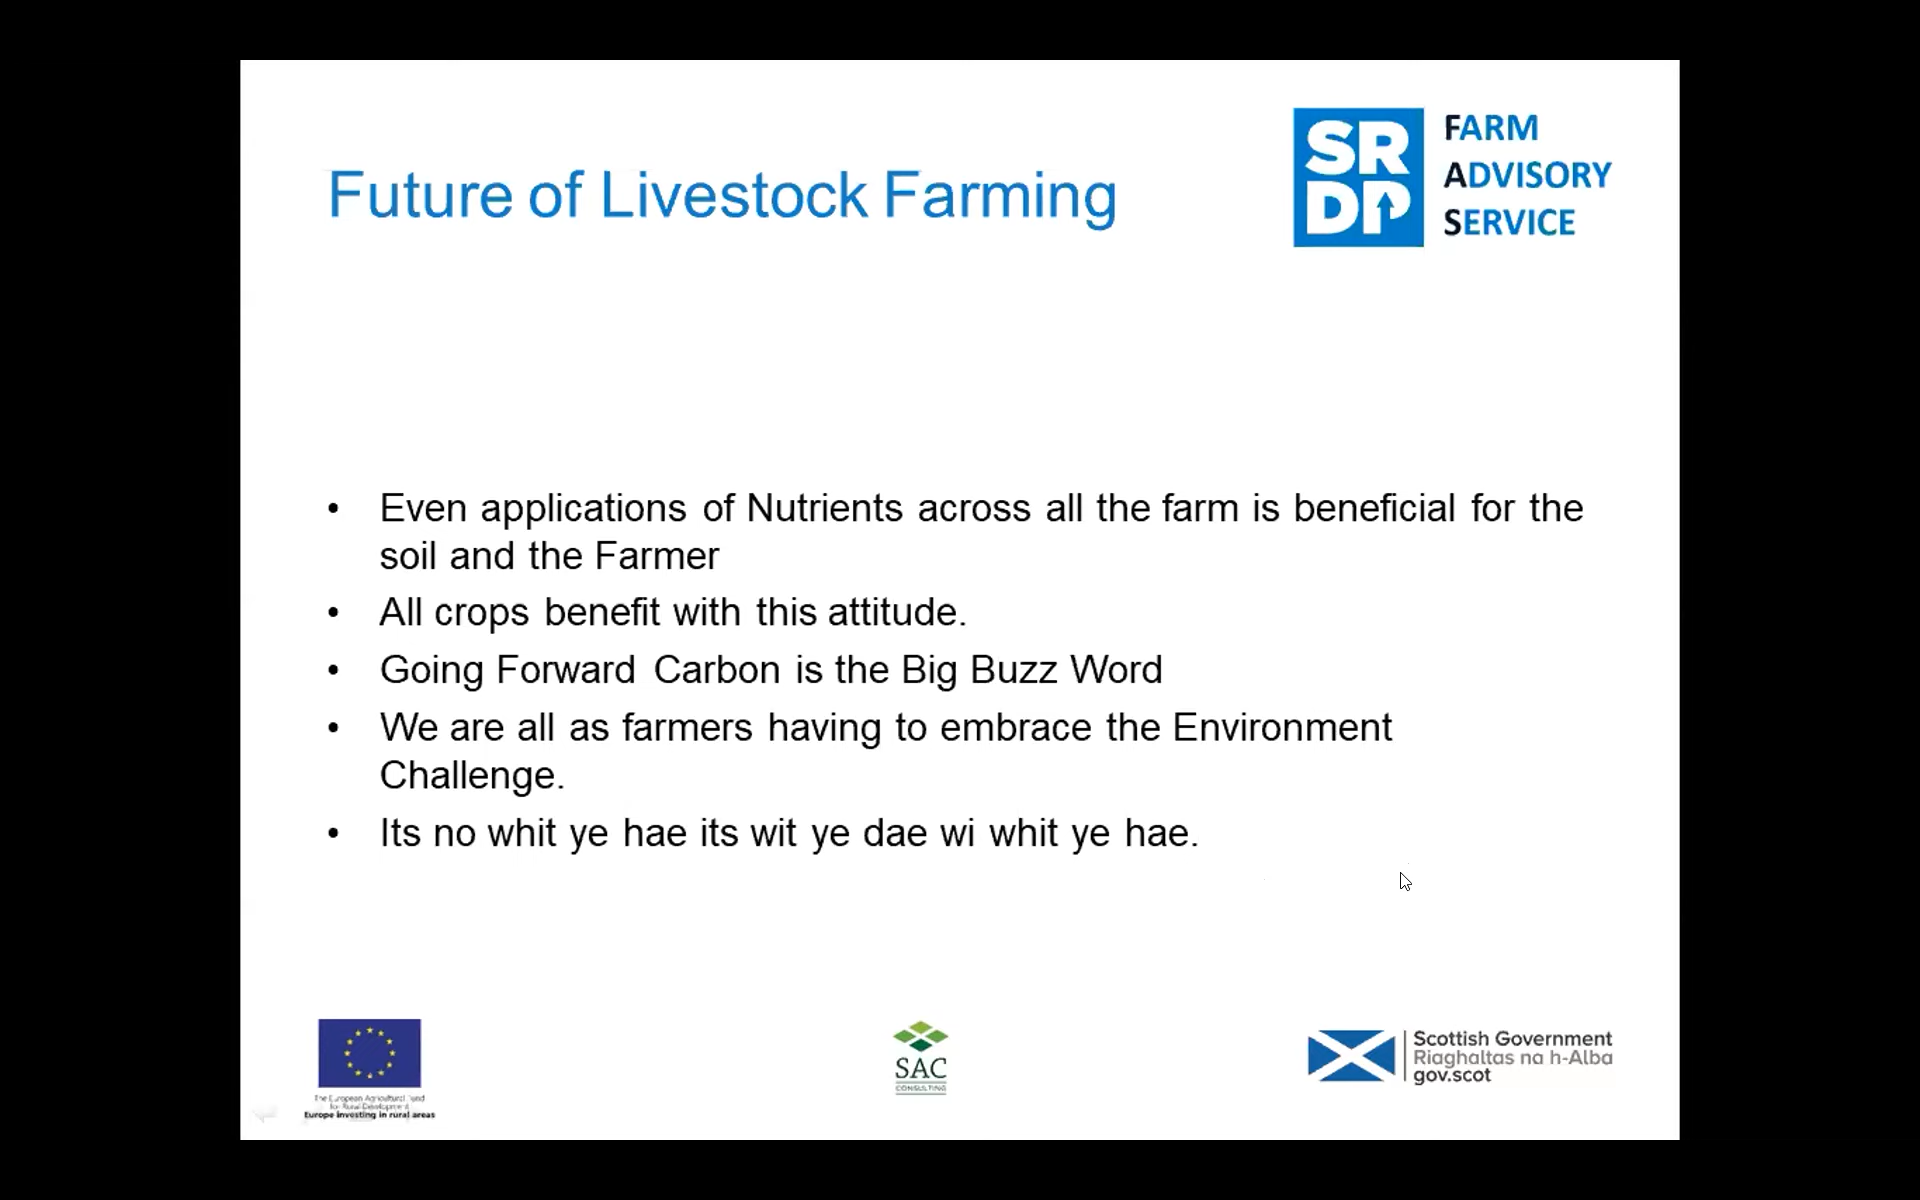 Future of Livestock Farming
SR
DP
FARM
ADVISORY
SERVICE
• Even applications of Nutrients across all the farm is beneficial for the
soil and the Farmer
• All crops benefit with this attitude.
• Going Forward Carbon is the Big Buzz Word
• We are all as farmers having to embrace the Environment
Challenge.
• Its no whit ye hae its wit ye dae wi whit ye hae.
The European Agricultural Fund
for Rural Development
Europe investing in rural areas
SAC
CONSULTING
Scottish Government
Riaghaltas na h-Alba
gov.scot